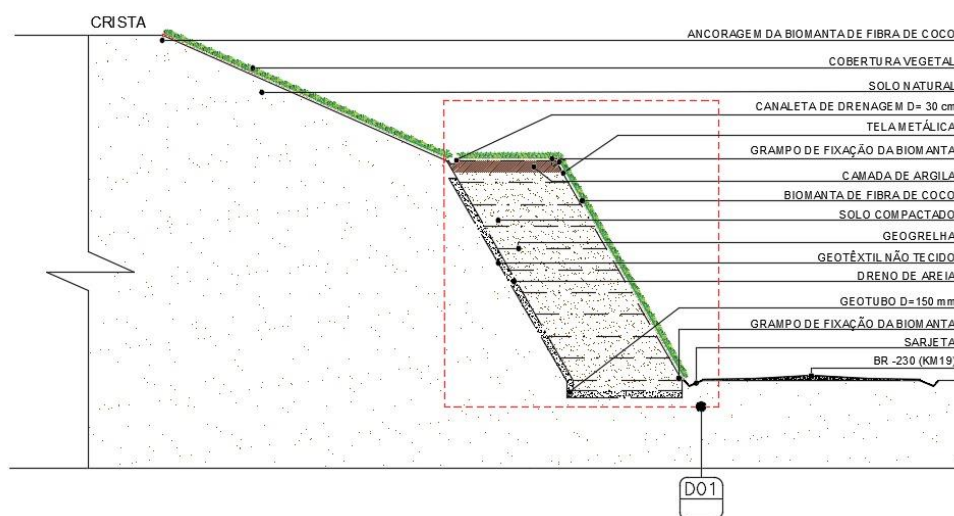 CRISTA
ANCORAGEM DA BIOMANTA DE FIBRA DE COCO
COBERTURA VEGETAL
SOLO NATURAL
CANALETA DE DRENAGEM D= 30 cm
TELA METÁLICA
GRAMPO DE FIXAÇÃO DA BIOMANTA
CAMADA DE ARGILA
BIOMANTA DE FIBRA DE COCO
SOLO COMPACTADO
GEOGRELHA
GEOTÊXTIL NÃO TECIDO
DRENO DE AREIA
GEOTUBO D=150 mm
GRAMPO DE FIXAÇÃO DA BIOMANTA
SARJETA
BR -230 (KM19)
D01